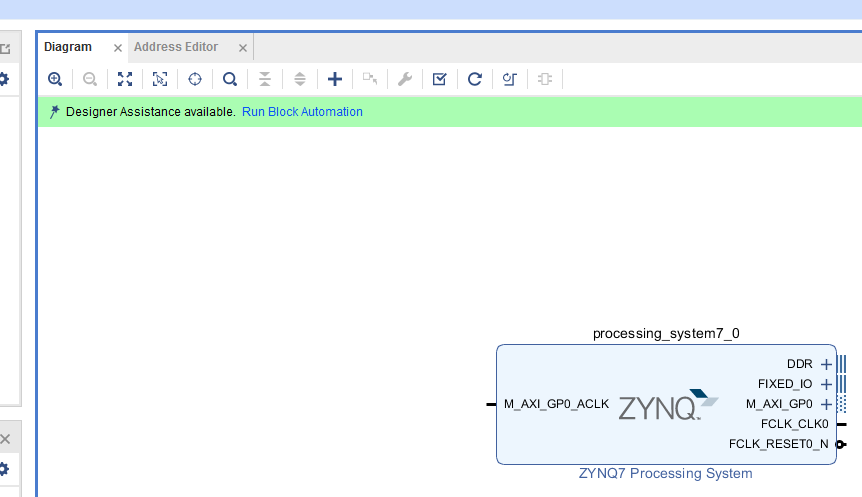 Diagram
Address Editor
Designer Assistance available. Run Block Automation
processing_system7_0
DDR
FIXED_IO
M_AXI_GP0_ACLK
ZYNQ
M_AXI_GP0
FCLK_CLK0
FCLK_RESET0_N
ZYNQ7 Processing System